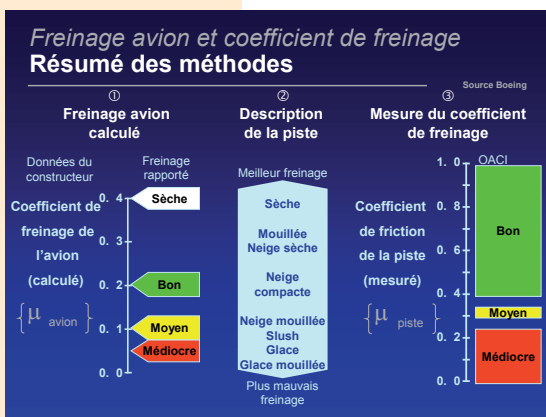 Freinage avion et coefficient de freinage
Résumé des méthodes
Source Boeing
①
Freinage avion
calculé
Données du
constructeur
Freinage
rapporté
Coefficient de
freinage de
l'avion
(calculé)
{ μ avion }
0. 4
0. 3
0. 2
0. 1
0. 0
Sèche
Bon
Moyen
Médiocre
②
Description
de la piste
Meilleur freinage
Sèche
Mouillée
Neige sèche
Neige
compacte
Neige mouillée
Slush
Glace
Glace mouillée
Plus mauvais
freinage
③
Mesure du coefficient
de freinage
Coefficient
de friction
de la piste
(mesuré)
{ μ piste }
1. 0
0. 8
0. 6
0. 4
0. 2
0. 0
OACI
Bon
Moyen
Médiocre